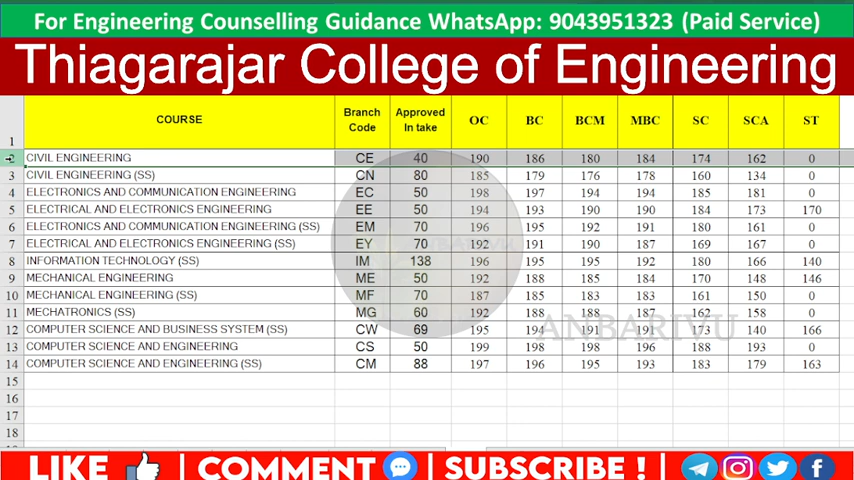 For Engineering Counselling Guidance WhatsApp: 9043951323 (Paid Service)
Thiagarajar College of Engineering
1 COURSE Branch Code Approved In take OC BC BCM MBC SC SCA ST
2 CIVIL ENGINEERING CE 40 190 186 180 184 174 162 0
3 CIVIL ENGINEERING (SS) CN 80 185 179 176 178 160 134 0
4 ELECTRONICS AND COMMUNICATION ENGINEERING EC 50 198 197 194 194 185 181 0
5 ELECTRICAL AND ELECTRONICS ENGINEERING EE 50 194 193 190 190 184 173 170
6 ELECTRONICS AND COMMUNICATION ENGINEERING (SS) EM 70 196 195 192 191 180 161 0
7 ELECTRICAL AND ELECTRONICS ENGINEERING (SS) EY 70 192 191 190 187 169 167 0
8 INFORMATION TECHNOLOGY (SS) IM 138 196 195 195 192 180 166 140
9 MECHANICAL ENGINEERING ME 50 192 188 185 184 170 148 146
10 MECHANICAL ENGINEERING (SS) MF 70 187 185 183 183 161 150 0
11 MECHATRONICS (SS) MG 60 192 188 188 187 162 158 0
12 COMPUTER SCIENCE AND BUSINESS SYSTEM (SS) CW 69 195 194 191 191 173 140 166
13 COMPUTER SCIENCE AND ENGINEERING CS 50 199 198 198 196 188 193 0
14 COMPUTER SCIENCE AND ENGINEERING (SS) CM 88 197 196 195 193 183 179 163
ANBARIVU
15
16
17
18
LIKE | COMMENT | SUBSCRIBE ! |